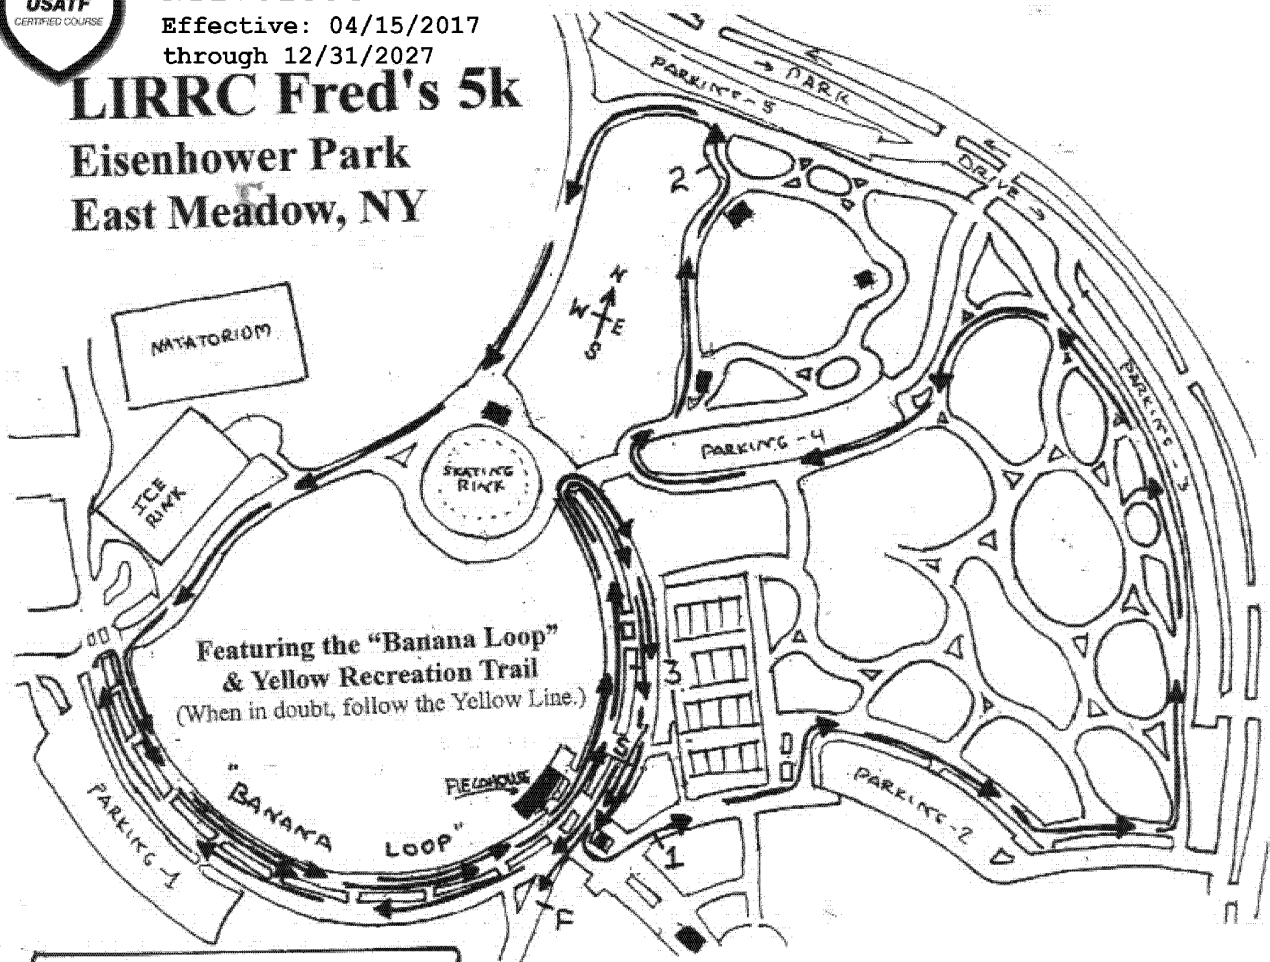 USATF
CERTIFIED COURSE
Effective: 04/15/2017
through 12/31/2027
LIRRC Fred's 5k
Eisenhower Park
East Meadow, NY
PARKING-5
PARK
DRIVE
2
N
W
E
S
NATATORIUM
PARKING-3
PARKING-4
SKATING
RINK
ICE
RINK
Featuring the “Banana Loop”
& Yellow Recreation Trail
(When in doubt, follow the Yellow Line.)
3
S
FIELDHOUSE
"BANANA
LOOP"
PARKING-1
PARKING-2
1
F